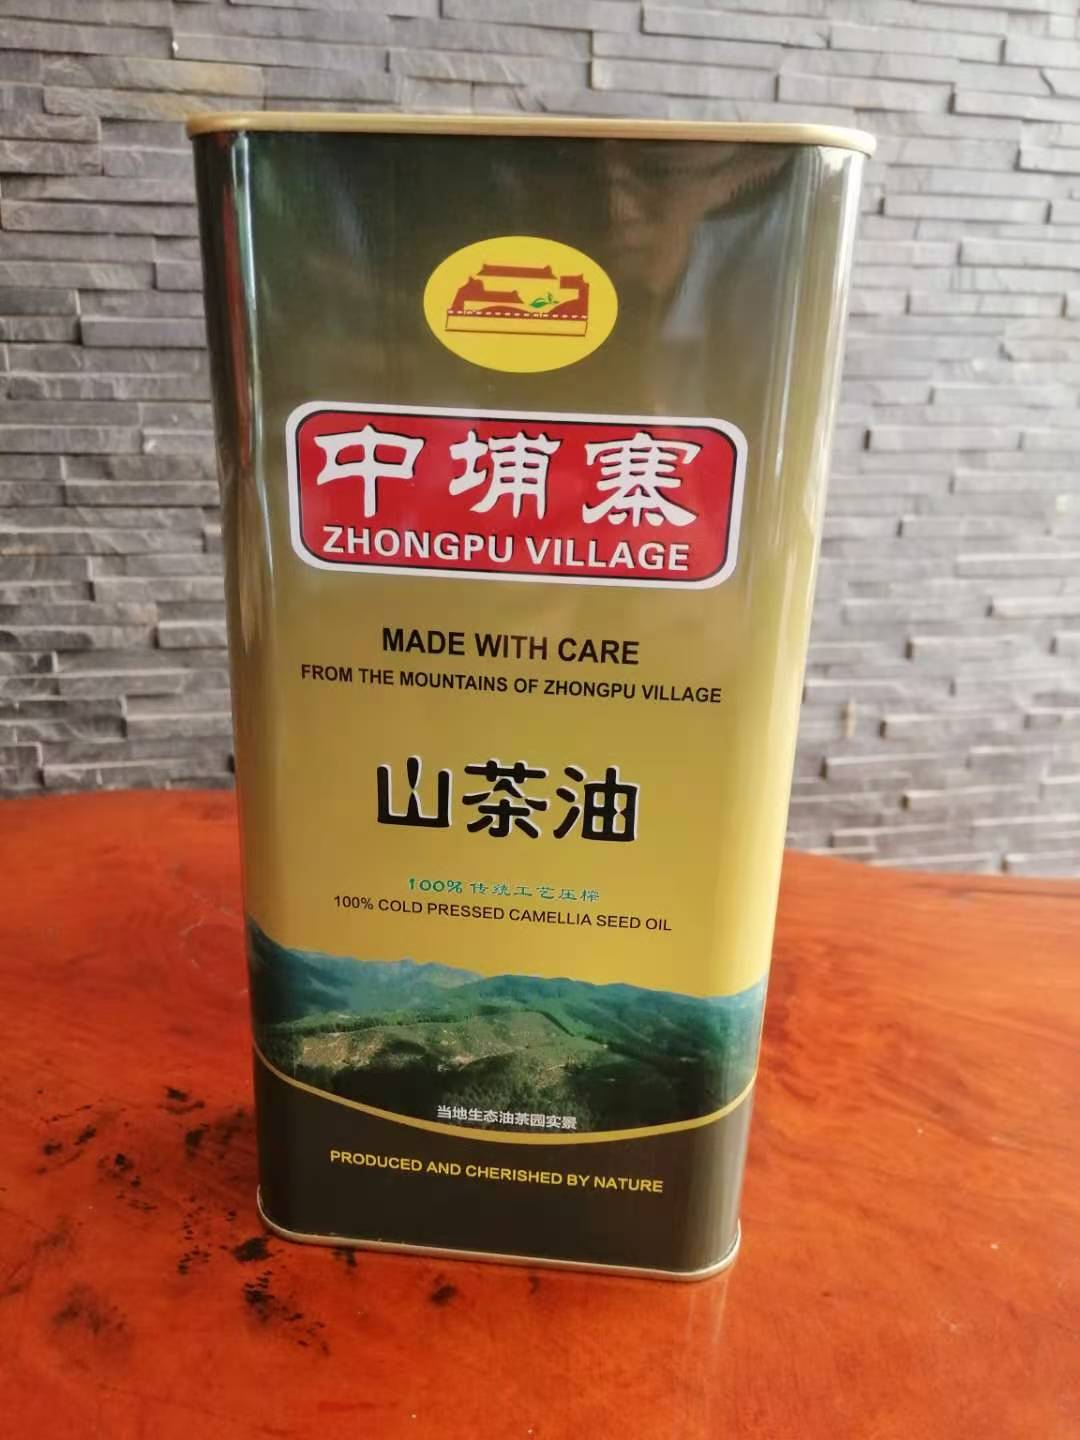 中埔寨
ZHONGPU VILLAGE
MADE WITH CARE
FROM THE MOUNTAINS OF ZHONGPU VILLAGE
山茶油
100% 传统工艺压榨
100% COLD PRESSED CAMELLIA SEED OIL
当地生态油茶园实景
PRODUCED AND CHERISHED BY NATURE